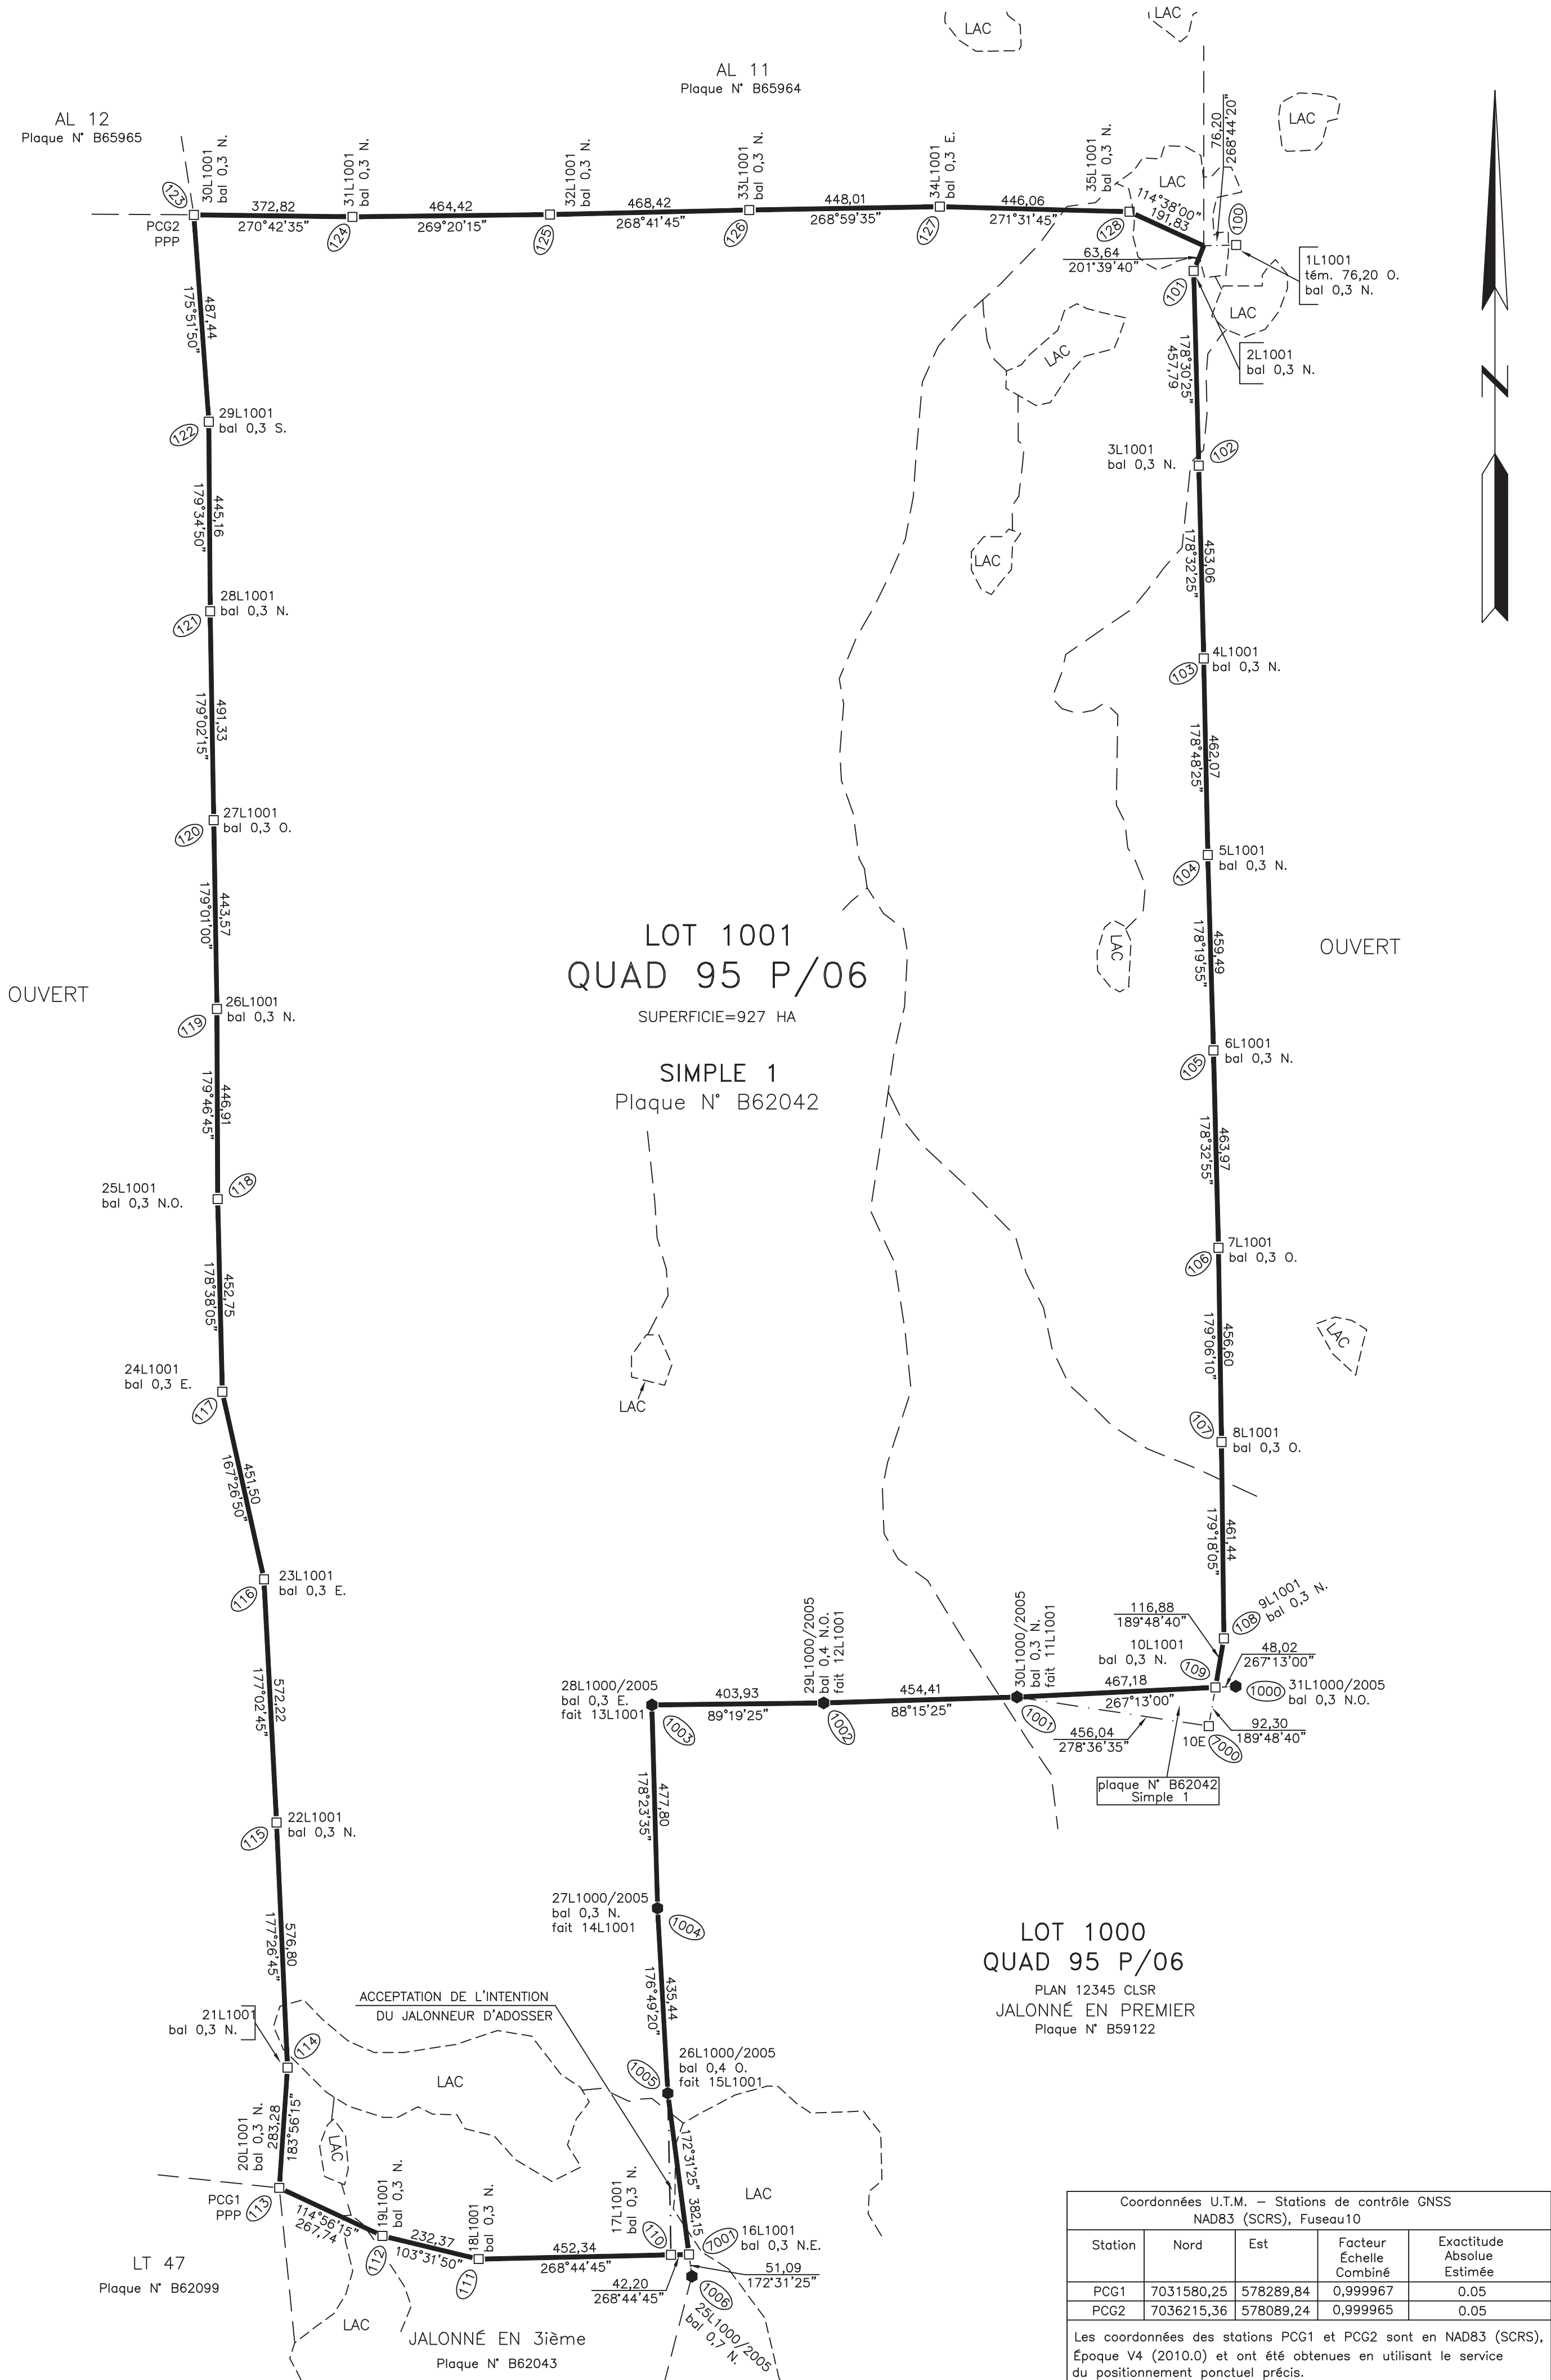 LAC
LAC
AL 11
Plaque N° B65964
AL 12
Plaque N° B65965
LAC
76,20
268°44'20"
30L1001
bal 0,3 N.
31L1001
bal 0,3 N.
32L1001
bal 0,3 N.
33L1001
bal 0,3 N.
34L1001
bal 0,3 E.
35L1001
bal 0,3 N.
LAC
123
PCG2
PPP
372,82
270°42'35"
124
464,42
269°20'15"
125
468,42
268°41'45"
126
448,01
268°59'35"
127
446,06
271°31'45"
128
114°38'00"
191,83
100
63,64
201°39'40"
101
1L1001
tém. 76,20 O.
bal 0,3 N.
LAC
2L1001
bal 0,3 N.
LAC
N
487,44
175°51'50"
178°30'25"
457,79
29L1001
bal 0,3 S.
122
3L1001
bal 0,3 N.
102
445,16
179°34'50"
LAC
453,06
178°32'25"
28L1001
bal 0,3 N.
121
4L1001
bal 0,3 N.
103
491,33
179°02'15"
462,07
178°48'25"
27L1001
bal 0,3 O.
120
5L1001
bal 0,3 N.
104
443,57
179°01'00"
459,49
178°19'55"
LAC
LOT 1001
QUAD 95 P/06
SUPERFICIE=927 HA
SIMPLE 1
Plaque N° B62042
OUVERT
OUVERT
26L1001
bal 0,3 N.
119
6L1001
bal 0,3 N.
105
446,91
179°46'45"
463,97
178°32'55"
25L1001
bal 0,3 N.O.
118
7L1001
bal 0,3 O.
106
452,75
178°38'05"
456,60
179°06'10"
LAC
24L1001
bal 0,3 E.
117
LAC
8L1001
bal 0,3 O.
107
451,50
167°26'50"
461,44
179°18'05"
23L1001
bal 0,3 E.
116
9L1001
bal 0,3 N.
108
116,88
189°48'40"
10L1001
bal 0,3 N.
109
48,02
267°13'00"
1000
31L1000/2005
bal 0,3 N.O.
28L1000/2005
bal 0,3 E.
fait 13L1001
1003
403,93
89°19'25"
29L1000/2005
bal 0,4 N.O.
fait 12L1001
1002
454,41
88°15'25"
30L1000/2005
bal 0,3 N.
fait 11L1001
1001
467,18
267°13'00"
456,04
278°36'35"
10E
7000
92,30
189°48'40"
plaque N° B62042
Simple 1
572,22
177°02'45"
477,80
178°23'35"
22L1001
bal 0,3 N.
115
27L1000/2005
bal 0,3 N.
fait 14L1001
1004
LOT 1000
QUAD 95 P/06
PLAN 12345 CLSR
JALONNÉ EN PREMIER
Plaque N° B59122
576,80
177°26'45"
435,44
176°49'20"
ACCEPTATION DE L'INTENTION
DU JALONNEUR D'ADOSSER
21L1001
bal 0,3 N.
114
1005
26L1000/2005
bal 0,4 O.
fait 15L1001
LAC
LAC
20L1001
bal 0,3 N.
283,28
183°56'15"
172°31'25" 382,15
LAC
PCG1
PPP
113
114°56'15"
267,74
19L1001
bal 0,3 N.
112
232,37
103°31'50"
18L1001
bal 0,3 N.
111
452,34
268°44'45"
17L1001
bal 0,3 N.
110
7001
16L1001
bal 0,3 N.E.
42,20
268°44'45"
51,09
172°31'25"
1006
25L1000/2005
bal 0,7 N.
LT 47
Plaque N° B62099
LAC
JALONNÉ EN 3ième
Plaque N° B62043
Coordonnées U.T.M. – Stations de contrôle GNSS
NAD83 (SCRS), Fuseau10
Station Nord Est Facteur Échelle Combiné Exactitude Absolue Estimée
PCG1 7031580,25 578289,84 0,999967 0.05
PCG2 7036215,36 578089,24 0,999965 0.05
Les coordonnées des stations PCG1 et PCG2 sont en NAD83 (SCRS),
Époque V4 (2010.0) et ont été obtenues en utilisant le service
du positionnement ponctuel précis.